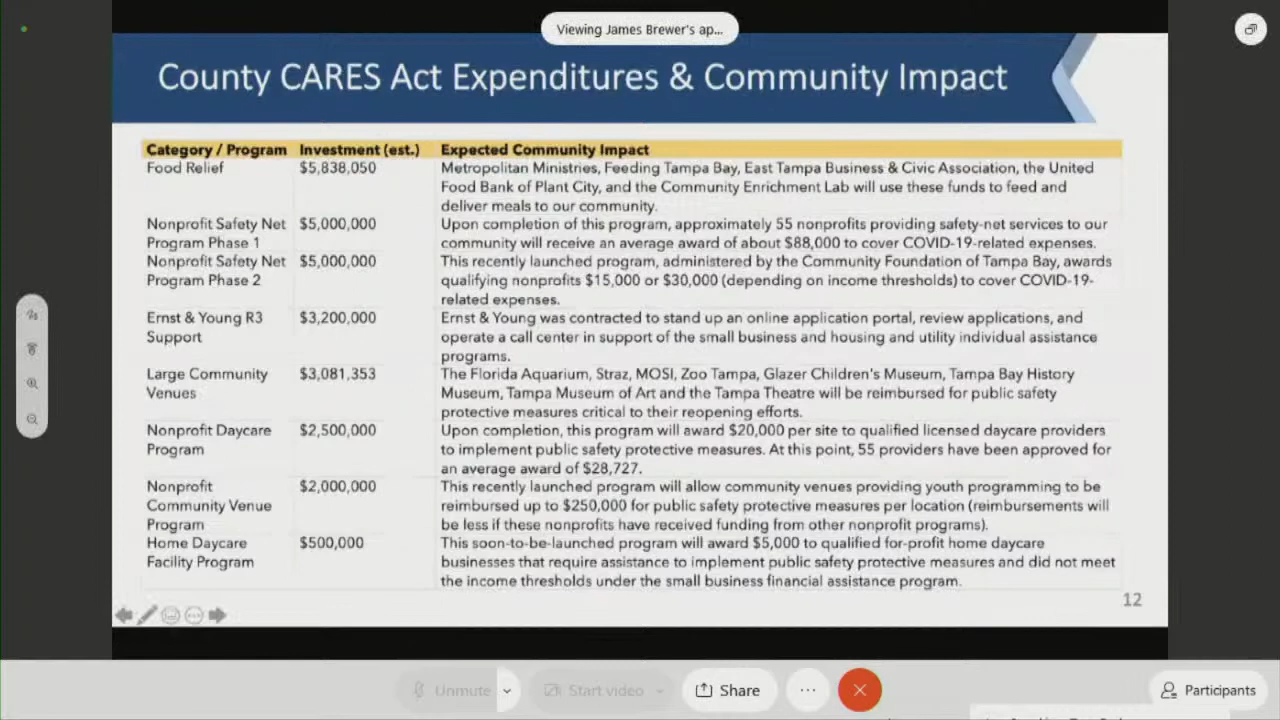 Viewing James Brewer's ap...
County CARES Act Expenditures & Community Impact
Category / Program Investment (est.) Expected Community Impact
Food Relief $5,838,050 Metropolitan Ministries, Feeding Tampa Bay, East Tampa Business & Civic Association, the United
Food Bank of Plant City, and the Community Enrichment Lab will use these funds to feed and
deliver meals to our community.
Nonprofit Safety Net $5,000,000 Upon completion of this program, approximately 55 nonprofits providing safety-net services to our
Program Phase 1 community will receive an average award of about $88,000 to cover COVID-19-related expenses.
Nonprofit Safety Net $5,000,000 This recently launched program, administered by the Community Foundation of Tampa Bay, awards
Program Phase 2 qualifying nonprofits $15,000 or $30,000 (depending on income thresholds) to cover COVID-19-
related expenses.
Ernst & Young R3 $3,200,000 Ernst & Young was contracted to stand up an online application portal, review applications, and
Support operate a call center in support of the small business and housing and utility individual assistance
programs.
Large Community $3,081,353 The Florida Aquarium, Straz, MOSI, Zoo Tampa, Glazer Children's Museum, Tampa Bay History
Venues Museum, Tampa Museum of Art and the Tampa Theatre will be reimbursed for public safety
protective measures critical to their reopening efforts.
Nonprofit Daycare $2,500,000 Upon completion, this program will award $20,000 per site to qualified licensed daycare providers
Program to implement public safety protective measures. At this point, 55 providers have been approved for
an average award of $28,727.
Nonprofit $2,000,000 This recently launched program will allow community venues providing youth programming to be
Community Venue reimbursed up to $250,000 for public safety protective measures per location (reimbursements will
Program be less if these nonprofits have received funding from other nonprofit programs).
Home Daycare $500,000 This soon-to-be-launched program will award $5,000 to qualified for-profit home daycare
Facility Program businesses that require assistance to implement public safety protective measures and did not meet
the income thresholds under the small business financial assistance program.
12
Unmute Start video Share Participants